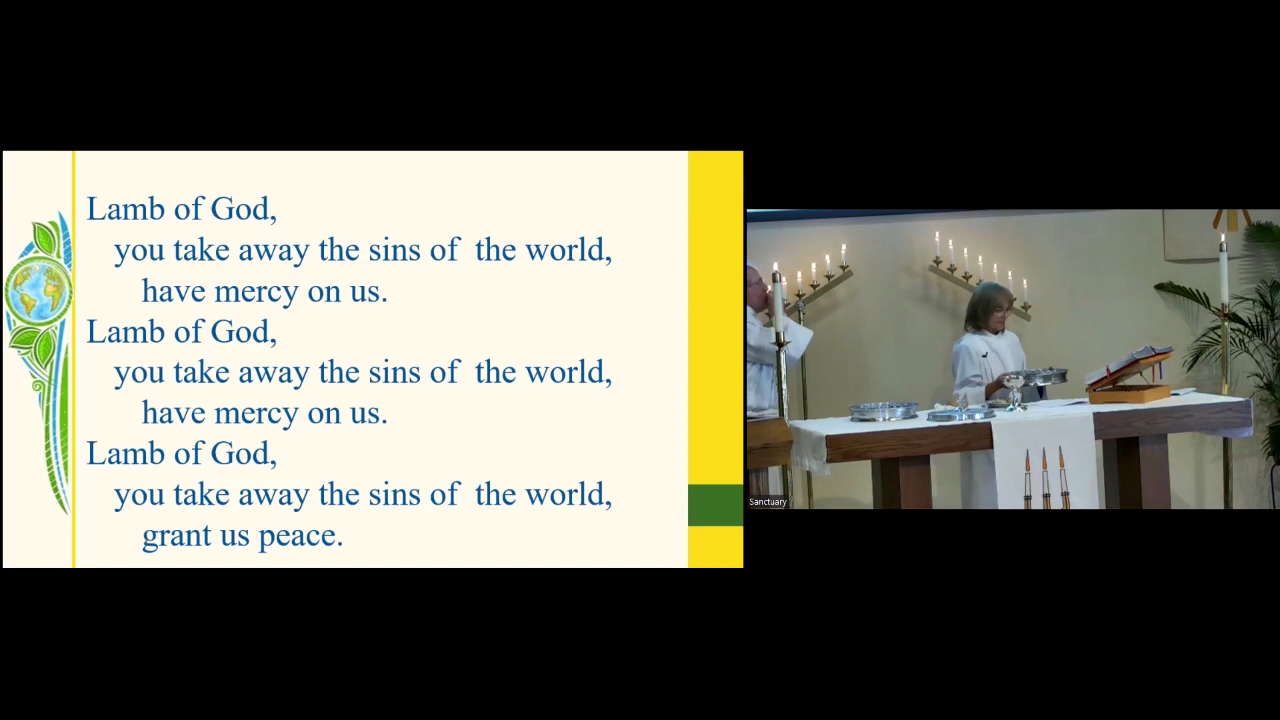 Lamb of God,
you take away the sins of  the world,
have mercy on us.
Lamb of God,
you take away the sins of  the world,
have mercy on us.
Lamb of God,
you take away the sins of  the world,
grant us peace.
Sanctuary